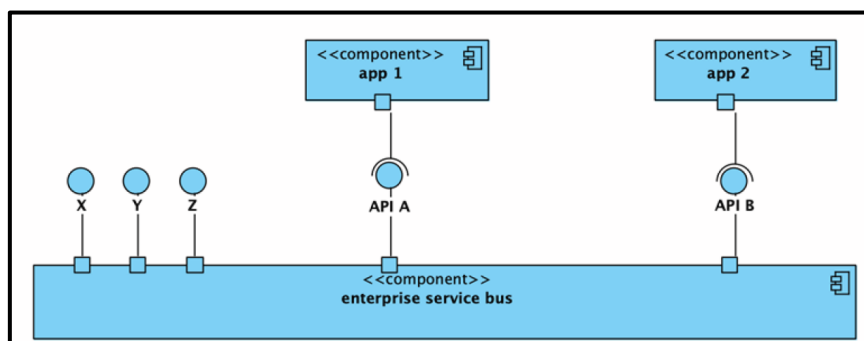 <<component>>
app 1
<<component>>
app 2
X
Y
Z
API A
API B
<<component>>
enterprise service bus